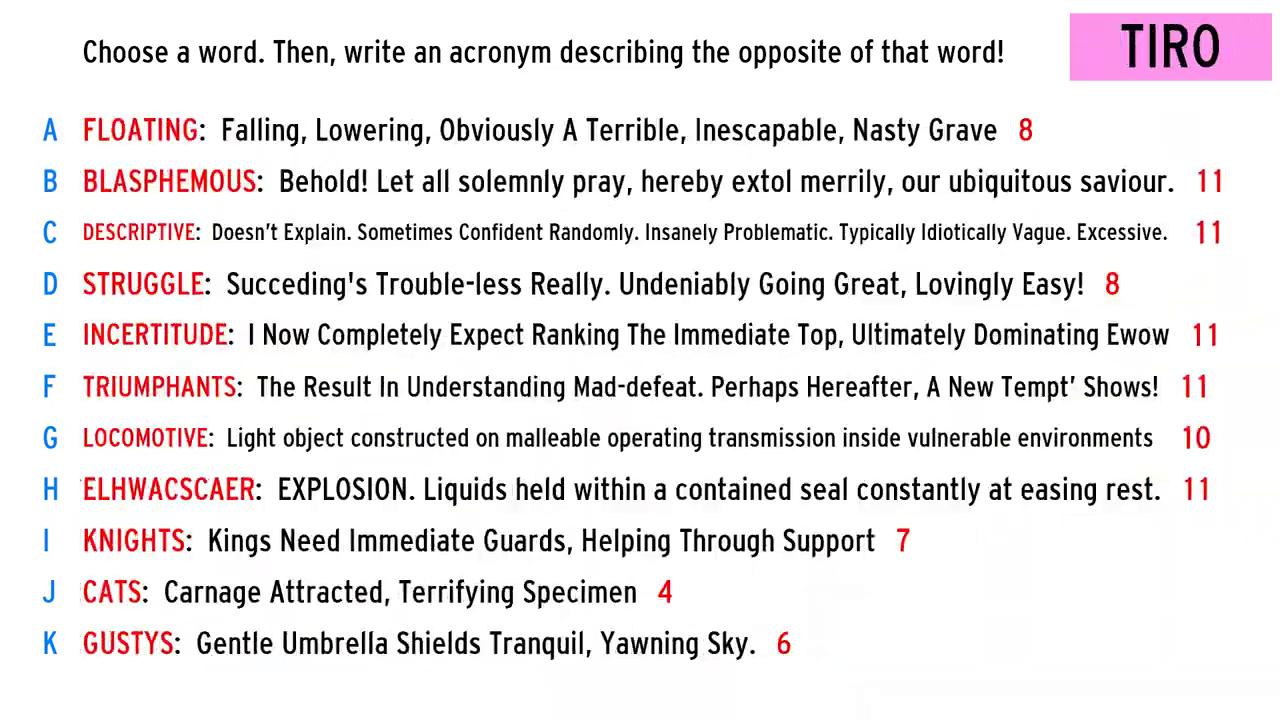 Choose a word. Then, write an acronym describing the opposite of that word!
TIRO
A FLOATING: Falling, Lowering, Obviously A Terrible, Inescapable, Nasty Grave 8
B BLASPHEMOUS: Behold! Let all solemnly pray, hereby extol merrily, our ubiquitous saviour. 11
C DESCRIPTIVE: Doesn't Explain. Sometimes Confident Randomly. Insanely Problematic. Typically Idiotically Vague. Excessive. 11
D STRUGGLE: Succeding's Trouble-less Really. Undeniably Going Great, Lovingly Easy! 8
E INCERTITUDE: I Now Completely Expect Ranking The Immediate Top, Ultimately Dominating Ewow 11
F TRIUMPHANTS: The Result In Understanding Mad-defeat. Perhaps Hereafter, A New Tempt' Shows! 11
G LOCOMOTIVE: Light object constructed on malleable operating transmission inside vulnerable environments 10
H ELHWACSCAER: EXPLOSION. Liquids held within a contained seal constantly at easing rest. 11
I KNIGHTS: Kings Need Immediate Guards, Helping Through Support 7
J CATS: Carnage Attracted, Terrifying Specimen 4
K GUSTYS: Gentle Umbrella Shields Tranquil, Yawning Sky. 6